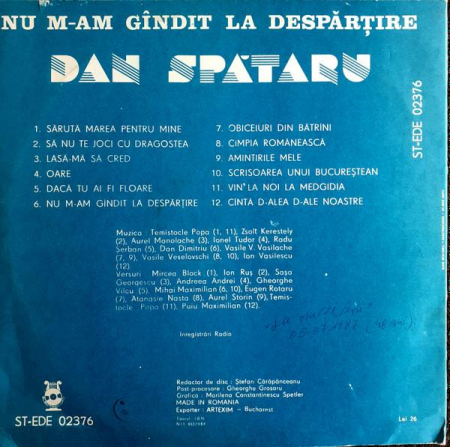 NU M-AM GÎNDIT LA DESPĂRȚIRE
DAN SPĂTARU
ST-EDE 02376
1. SĂRUTĂ MAREA PENTRU MINE
2. SĂ NU TE JOCI CU DRAGOSTEA
3. LASĂ-MĂ SĂ CRED
4. OARE
5. DACĂ TU AI FI FLOARE
6. NU M-AM GÎNDIT LA DESPĂRȚIRE
7. OBICEIURI DIN BĂTRÎNI
8. CÎMPIA ROMÂNEASCĂ
9. AMINTIRILE MELE
10. SCRISOAREA UNUI BUCUREȘTEAN
11. VIN' LA NOI LA MEDGIDIA
12. CÎNTĂ D-ALEA D-ALE NOASTRE
Muzica : Temistocle Popa (1, 11), Zsolt Kerestely
(2), Aurel Manolache (3), Ionel Tudor (4), Radu
Șerban (5), Dan Dimitriu (6), Vasile V. Vasilache
(7, 9), Vasile Veselovschi (8, 10), Ion Vasilescu
(12)
Versuri : Mircea Block (1), Ion Ruș (2), Sașa
Georgescu (3), Andreea Andrei (4), Gheorghe
Vîlcu (5), Mihai Maximilian (6, 10), Eugen Rotaru
(7), Atanasie Nasta (8), Aurel Storin (9), Temis-
tocle Popa (11), Puiu Maximilian (12).
Înregistrări Radio
Redactor de disc : Ștefan Cărăpănceanu
Post-procesare : Gheorghe Grosaru
Grafica : Marilena Constantinescu Spetler
MADE IN ROMANIA
Exporter : ARTEXIM - Bucharest
ST-EDE 02376
Lei 26